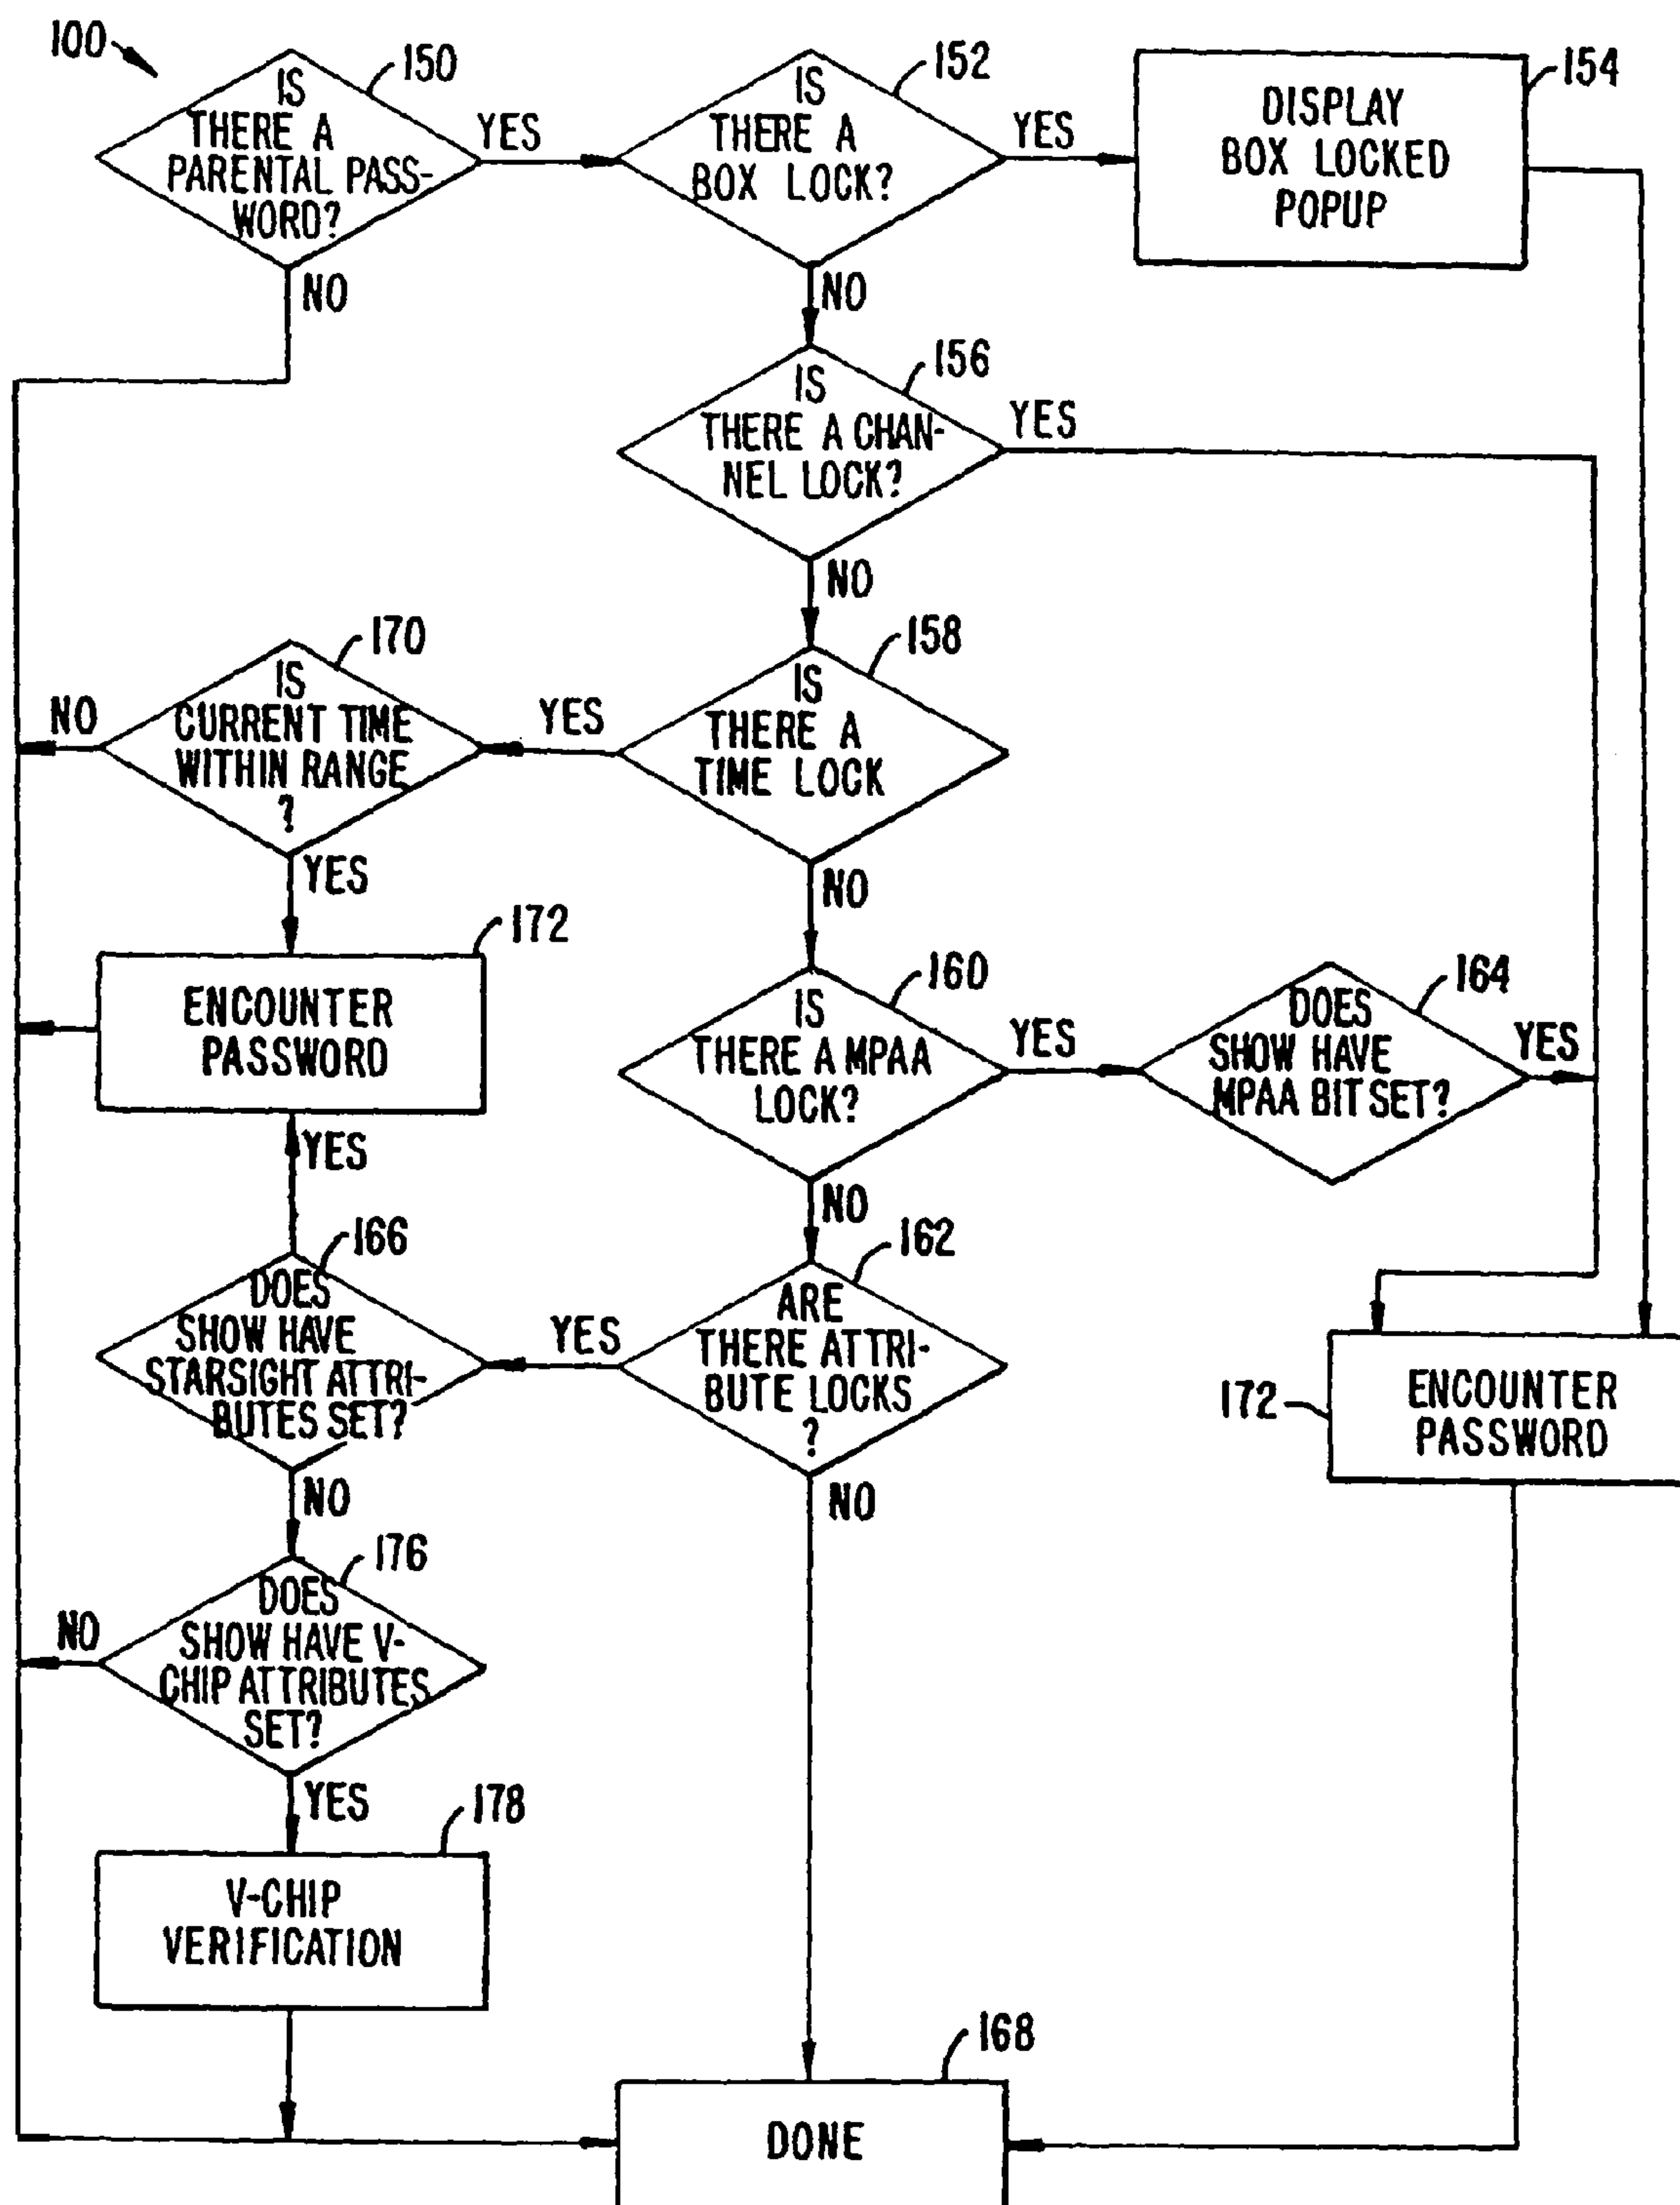 100
150
IS
THERE A
PARENTAL PASS-
WORD?
YES
NO
152
IS
THERE A
BOX LOCK?
YES
NO
154
DISPLAY
BOX LOCKED
POPUP
156
IS
THERE A CHAN-
NEL LOCK?
YES
NO
170
IS
CURRENT TIME
WITHIN RANGE
?
NO
YES
158
IS
THERE A
TIME LOCK
YES
NO
172
ENCOUNTER
PASSWORD
160
IS
THERE A MPAA
LOCK?
YES
NO
164
DOES
SHOW HAVE
MPAA BIT SET?
YES
YES
166
DOES
SHOW HAVE
STARSIGHT ATTRI-
BUTES SET?
NO
162
ARE
THERE ATTRI-
BUTE LOCKS
?
YES
NO
172
ENCOUNTER
PASSWORD
176
DOES
SHOW HAVE V-
CHIP ATTRIBUTES
SET?
NO
YES
178
V-CHIP
VERIFICATION
168
DONE